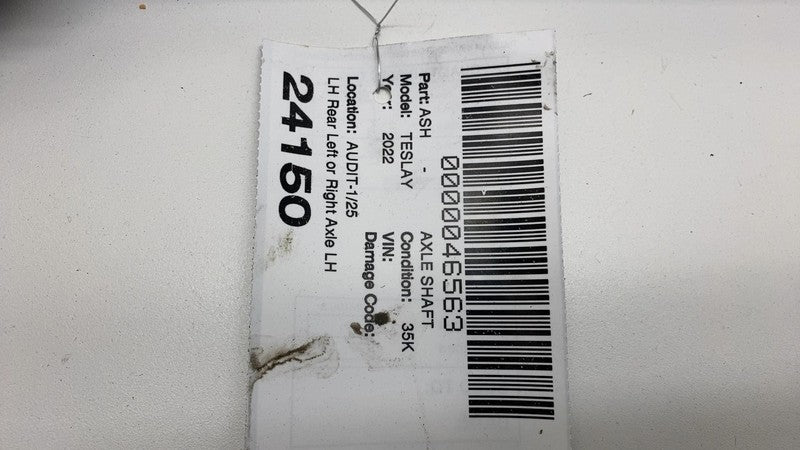 0000046563
Part: ASH - AXLE SHAFT
Model: TESLAY Condition: 35K
Year: 2022 VIN:
Damage Code:
Location: AUDIT-1/25
LH Rear Left or Right Axle LH
24150